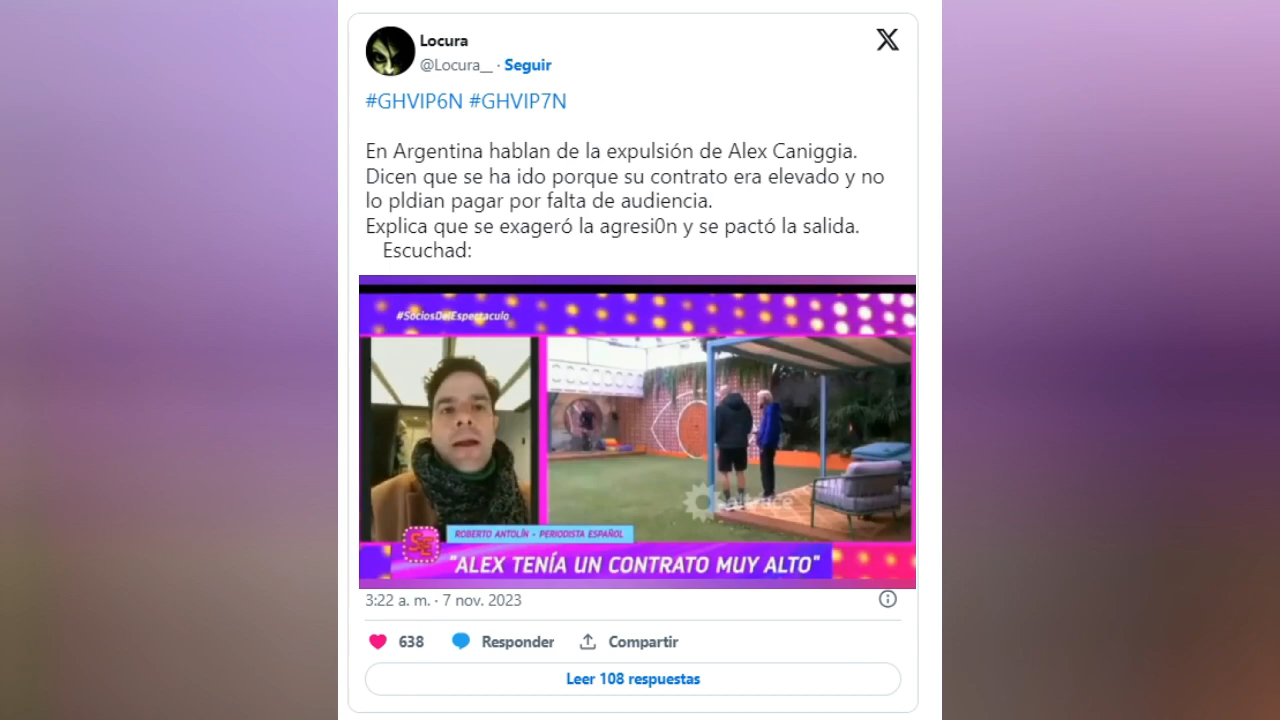 Locura
@Locura__ · Seguir
#GHVIP6N #GHVIP7N
En Argentina hablan de la expulsión de Alex Caniggia.
Dicen que se ha ido porque su contrato era elevado y no
lo pldian pagar por falta de audiencia.
Explica que se exageró la agresi0n y se pactó la salida.
Escuchad:
#SociosDelEspectaculo
SE
ROBERTO ANTOLÍN - PERIODISTA ESPAÑOL
"ALEX TENÍA UN CONTRATO MUY ALTO"
3:22 a. m. · 7 nov. 2023
638 Responder Compartir
Leer 108 respuestas